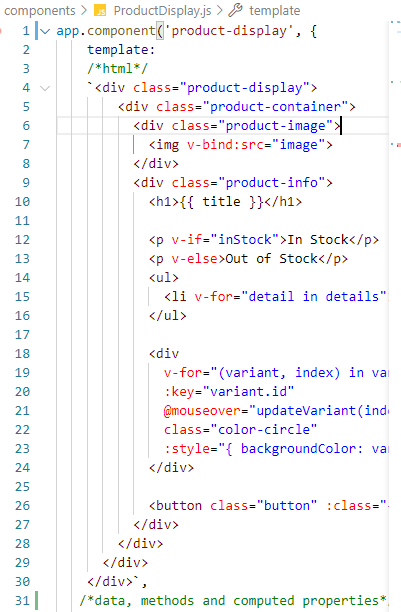 components > JS ProductDisplay.js > template
1 app.component('product-display', {
2 template:
3 /*html*/
4 `<div class="product-display">
5 <div class="product-container">
6 <div class="product-image">
7 <img v-bind:src="image">
8 </div>
9 <div class="product-info">
10 <h1>{{ title }}</h1>
11
12 <p v-if="inStock">In Stock</p>
13 <p v-else>Out of Stock</p>
14 <ul>
15 <li v-for="detail in details"
16 </ul>
17
18 <div
19 v-for="(variant, index) in var
20 :key="variant.id"
21 @mouseover="updateVariant(inde
22 class="color-circle"
23 :style="{ backgroundColor: var
24 </div>
25
26 <button class="button" :class="
27 </div>
28 </div>
29 </div>
30 </div>`,
31 /*data, methods and computed properties*